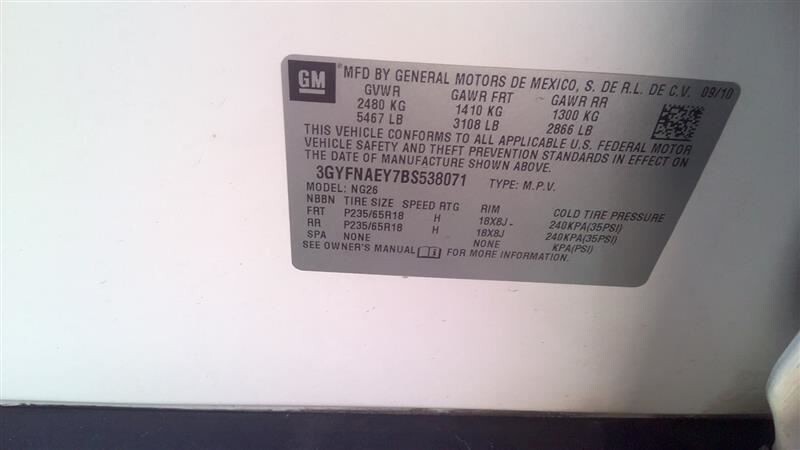 GM ® MFD BY GENERAL MOTORS DE MEXICO, S. DE R.L. DE C.V. 09/10
GVWR GAWR FRT GAWR RR
2480 KG 1410 KG 1300 KG
5467 LB 3108 LB 2866 LB
THIS VEHICLE CONFORMS TO ALL APPLICABLE U.S. FEDERAL MOTOR
VEHICLE SAFETY AND THEFT PREVENTION STANDARDS IN EFFECT ON
THE DATE OF MANUFACTURE SHOWN ABOVE.
3GYFNAEY7BS538071 TYPE: M.P.V.
MODEL: NG26
NBBN TIRE SIZE SPEED RTG RIM COLD TIRE PRESSURE
FRT P235/65R18 H 18X8J 240KPA(35PSI)
RR P235/65R18 H 18X8J 240KPA(35PSI)
SPA NONE NONE KPA(PSI)
SEE OWNER'S MANUAL FOR MORE INFORMATION.